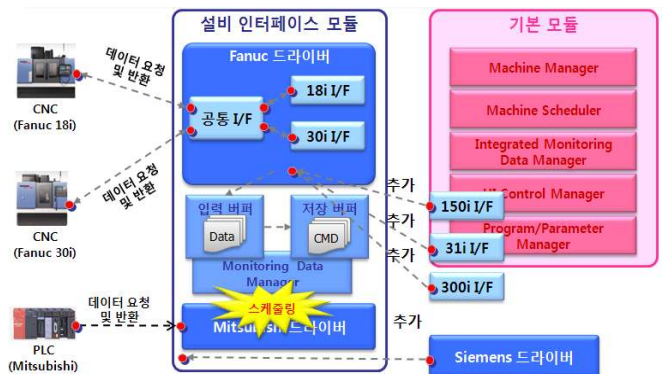 설비 인터페이스 모듈
기본 모듈
Fanuc 드라이버
데이터 요청
및 반환
CNC
(Fanuc 18i)
공통 I/F
18i I/F
30i I/F
Machine Manager
Machine Scheduler
Integrated Monitoring
Data Manager
UI Control Manager
Program/Parameter
Manager
데이터 요청
및 반환
CNC
(Fanuc 30i)
추가
추가
추가
150i I/F
31i I/F
300i I/F
입력 버퍼
저장 버퍼
Data
CMD
Monitoring Data
Manager
스케줄링
데이터 요청
및 반환
PLC
(Mitsubishi)
Mitsubishi 드라이버
추가
Siemens 드라이버